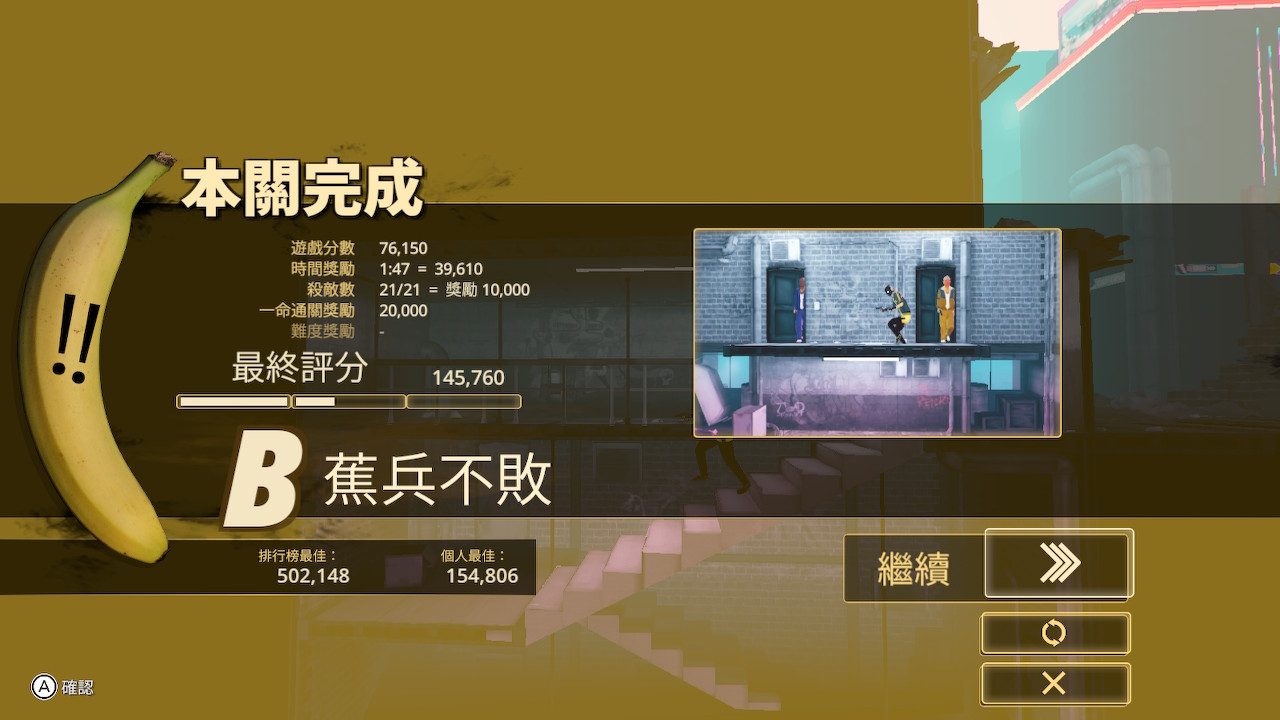 本關完成
遊戲分數 76,150
時間獎勵 1:47 = 39,610
殺敵數 21/21 = 獎勵 10,000
一命通關獎勵 20,000
難度獎勵 -
最終評分 145,760
!!
B 蕉兵不敗
排行榜最佳: 個人最佳:
502,148 154,806
繼續
A 確認